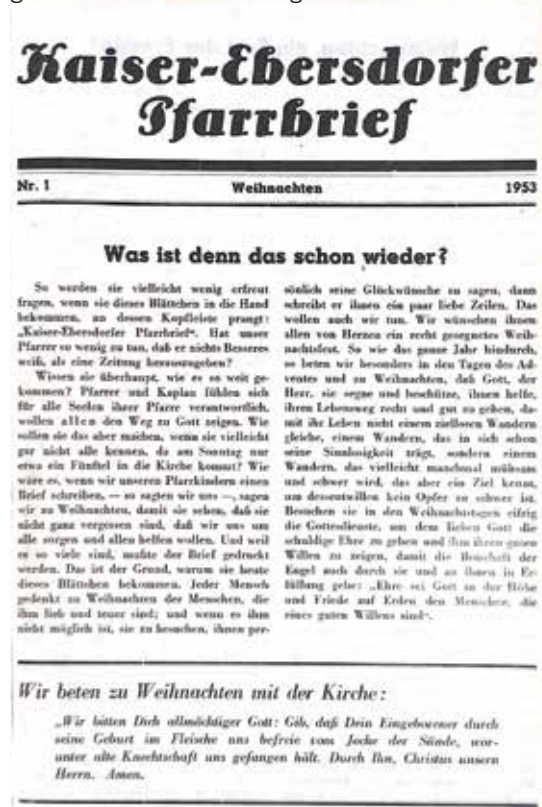 Kaiser-Ebersdorfer
Pfarrbrief
Nr. 1 Weihnachten 1953
Was ist denn das schon wieder?
So werden sie vielleicht wenig erfreut
fragen, wenn sie dieses Blättchen in die Hand
bekommen, an dessen Kopfleiste prangt:
„Kaiser-Ebersdorfer Pfarrbrief“. Hat unser
Pfarrer so wenig zu tun, daß er nichts Besseres
weiß, als eine Zeitung herauszugeben?
Wissen sie überhaupt, wie es so weit ge-
kommen? Pfarrer und Kaplan fühlen sich
für alle Seelen ihrer Pfarre verantwortlich,
wollen allen den Weg zu Gott zeigen. Wie
sollen sie das aber machen, wenn sie vielleicht
gar nicht alle kennen, da am Sonntag nur
etwa ein Fünftel in die Kirche kommt? Wie
wäre es, wenn wir unseren Pfarrkindern einen
Brief schreiben, — so sagten wir uns —, sagen
wir zu Weihnachten, damit sie sehen, daß sie
nicht ganz vergessen sind, daß wir uns um
alle sorgen und allen helfen wollen. Und weil
es so viele sind, mußte der Brief gedruckt
werden. Das ist der Grund, warum sie heute
dieses Blättchen bekommen. Jeder Mensch
gedenkt zu Weihnachten der Menschen, die
ihm lieb und teuer sind; und wenn es ihm
nicht möglich ist, sie zu besuchen, ihnen per-
sönlich seine Glückwünsche zu sagen, dann
schreibt er ihnen ein paar liebe Zeilen. Das
wollen auch wir tun. Wir wünschen ihnen
allen von Herzen ein recht gesegnetes Weih-
nachtsfest. So wie das ganze Jahr hindurch,
so beten wir besonders in den Tagen des Ad-
ventes und zu Weihnachten, daß Gott, der
Herr, sie segne und beschütze, ihnen helfe,
ihren Lebensweg recht und gut zu gehen, da-
mit ihr Leben nicht einem ziellosen Wandern
gleiche, einem Wandern, das in sich schon
seine Sinnlosigkeit trägt, sondern einem
Wandern, das vielleicht manchmal mühsam
und schwer wird, das aber ein Ziel kennt,
um dessentwillen kein Opfer zu schwer ist.
Besuchen sie in den Weihnachtstagen eifrig
die Gottesdienste, um dem lieben Gott die
schuldige Ehre zu geben und ihm ihren guten
Willen zu zeigen, damit die Botschaft der
Engel auch durch sie und an ihnen in Er-
füllung gehe: „Ehre sei Gott in der Höhe
und Friede auf Erden den Menschen, die
eines guten Willens sind“.
Wir beten zu Weihnachten mit der Kirche:
„Wir bitten Dich allmächtiger Gott: Gib, daß Dein Eingeborener durch
seine Geburt im Fleische uns befreie vom Joche der Sünde, wor-
unter alte Knechtschaft uns gefangen hält. Durch Ihn, Christus unsern
Herrn. Amen.